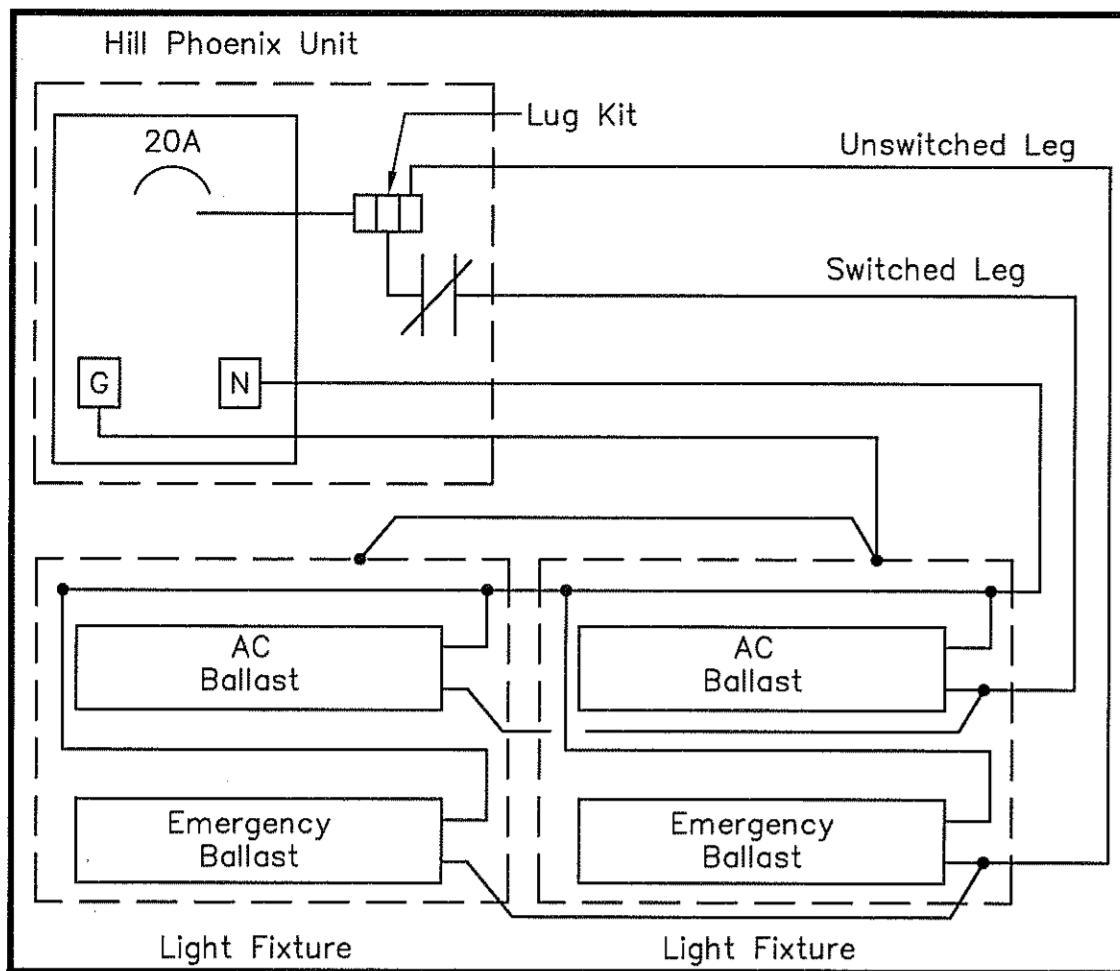 Hill Phoenix Unit
Lug Kit
20A
Unswitched Leg
Switched Leg
G
N
AC
Ballast
AC
Ballast
Emergency
Ballast
Emergency
Ballast
Light Fixture
Light Fixture